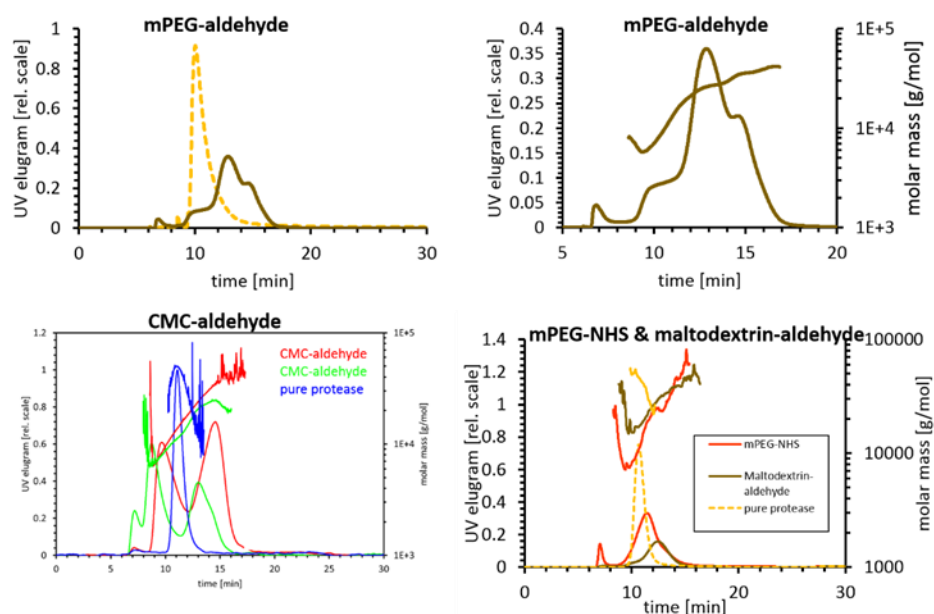 mPEG-aldehyde
UV elugram [rel. scale]
1
0.8
0.6
0.4
0.2
0
0 10 20 30
time [min]
mPEG-aldehyde
UV elugram [rel. scale]
0.4
0.35
0.3
0.25
0.2
0.15
0.1
0.05
0
5 10 15 20
time [min]
1E+5
1E+4
1E+3
molar mass [g/mol]
CMC-aldehyde
UV elugram [rel. scale]
1.2
1
0.8
0.6
0.4
0.2
0
0 5 10 15 20 25 30
time [min]
1E+5
1E+4
1E+3
molar mass [g/mol]
CMC-aldehyde
CMC-aldehyde
pure protease
mPEG-NHS & maltodextrin-aldehyde
UV elugram [rel. scale]
1.4
1.2
1
0.8
0.6
0.4
0.2
0
0 10 20 30
time [min]
100000
10000
1000
molar mass [g/mol]
mPEG-NHS
Maltodextrin-
aldehyde
pure protease